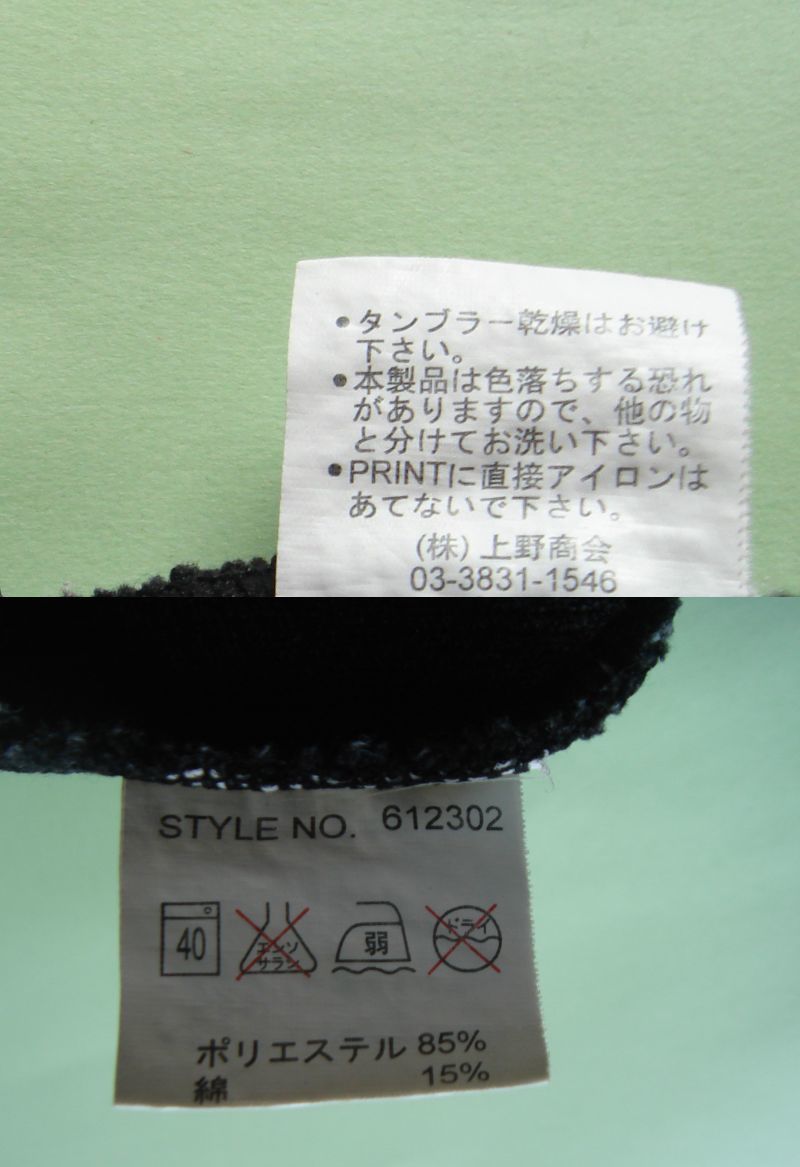 •タンブラー乾燥はお避け
下さい。
•本製品は色落ちする恐れ
がありますので、他の物
と分けてお洗い下さい。
•PRINTに直接アイロンは
あてないで下さい。
(株)上野商会
03-3831-1546
STYLE NO. 612302
40 エンソ 弱 ドライ
サラシ
ポリエステル 85%
綿 15%